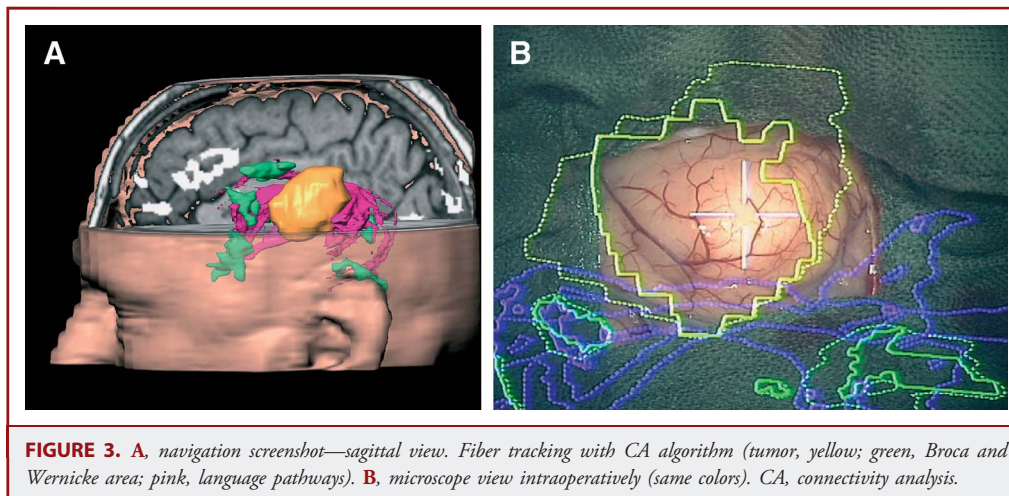 A
B
FIGURE 3. A, navigation screenshot—sagittal view. Fiber tracking with CA algorithm (tumor, yellow; green, Broca and
Wernicke area; pink, language pathways). B, microscope view intraoperatively (same colors). CA, connectivity analysis.